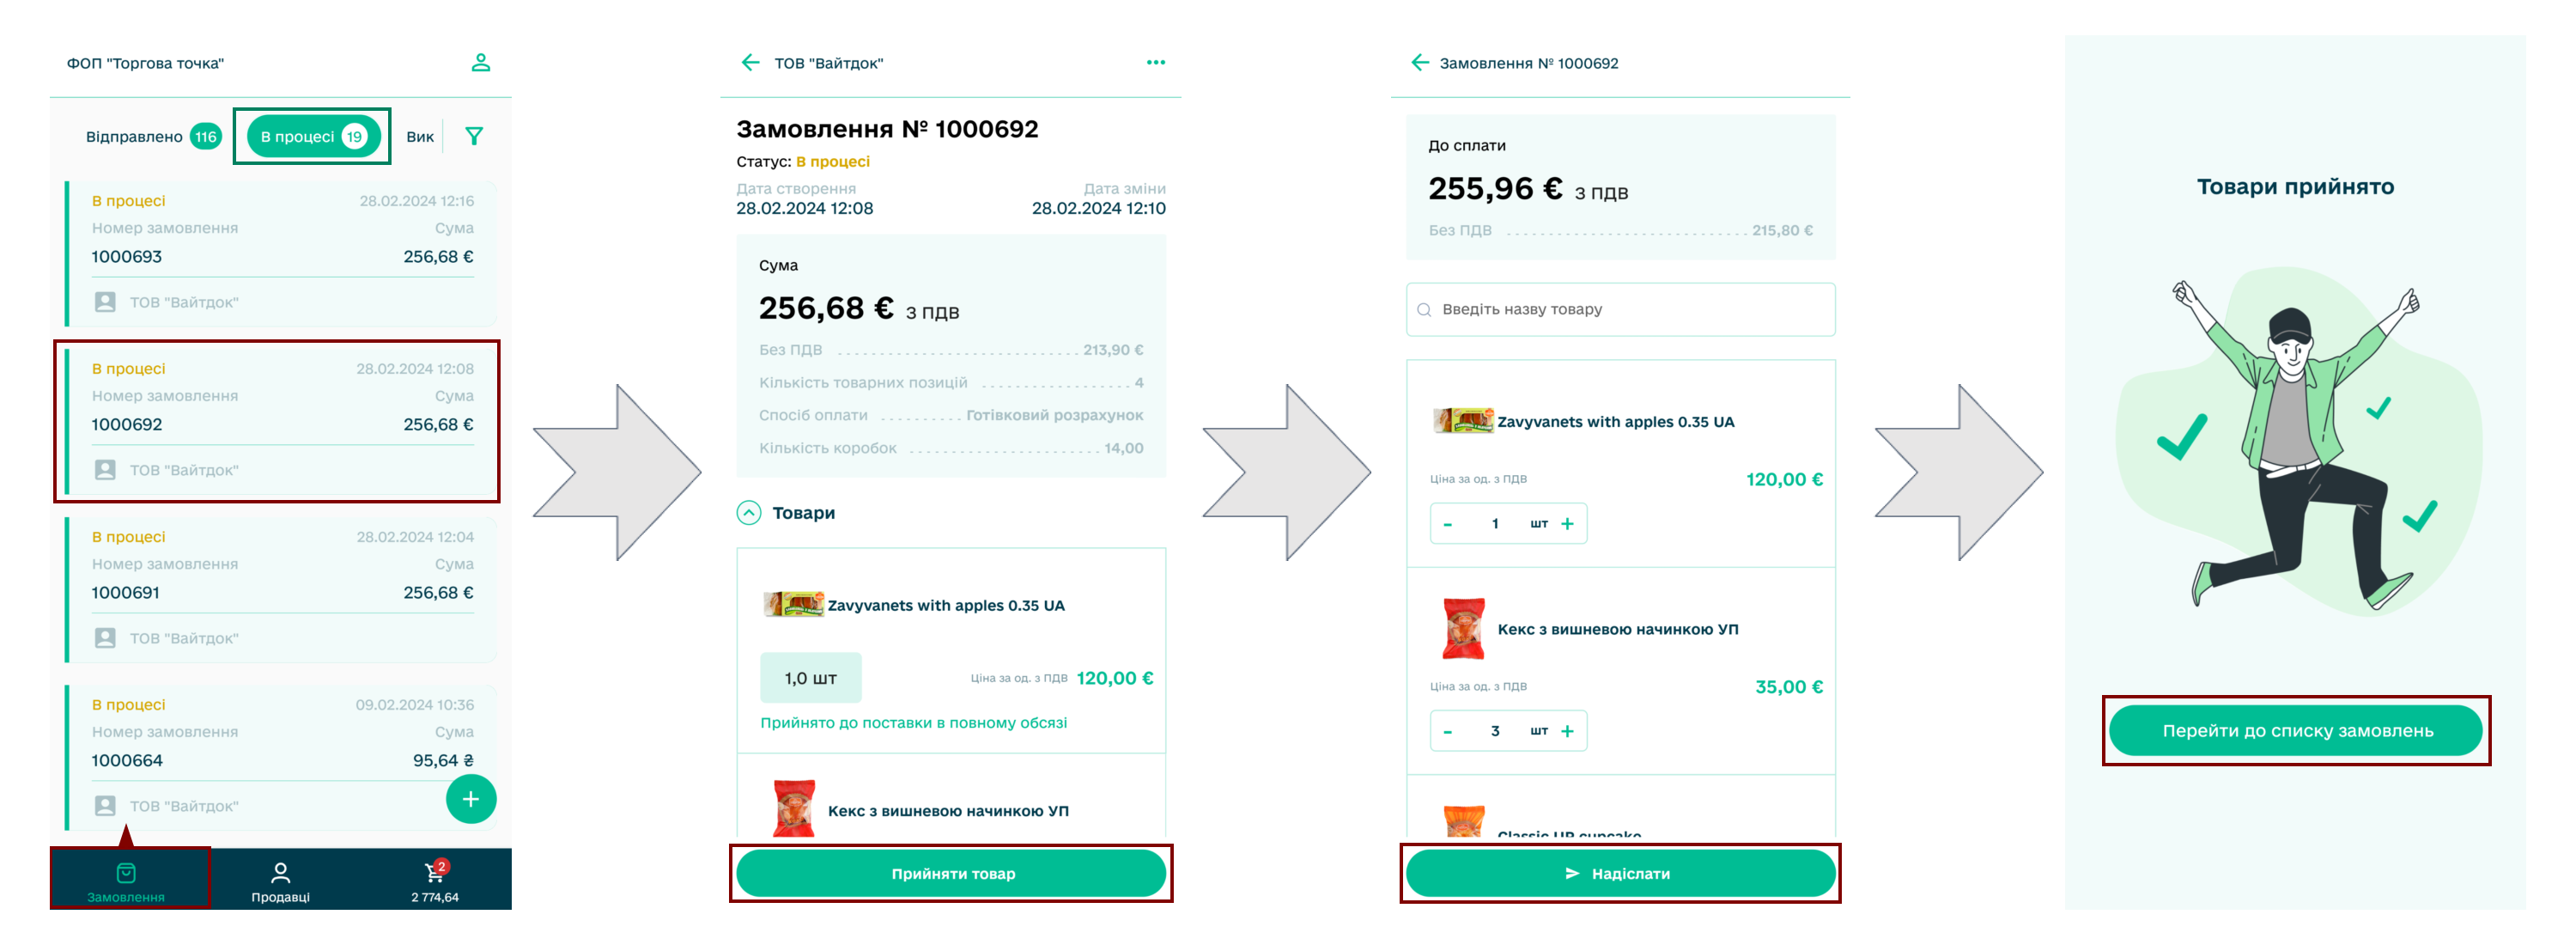 ФОП "Торгова точка"
Відправлено 116
В процесі 19
Вик
В процесі 28.02.2024 12:16
Номер замовлення Сума
1000693 256,68 €
ТОВ "Вайтдок"
В процесі 28.02.2024 12:08
Номер замовлення Сума
1000692 256,68 €
ТОВ "Вайтдок"
В процесі 28.02.2024 12:04
Номер замовлення Сума
1000691 256,68 €
ТОВ "Вайтдок"
В процесі 09.02.2024 10:36
Номер замовлення Сума
1000664 95,64 ₴
ТОВ "Вайтдок"
+
2
Замовлення Продавці 2 774,64
ТОВ "Вайтдок"
Замовлення № 1000692
Статус: В процесі
Дата створення Дата зміни
28.02.2024 12:08 28.02.2024 12:10
Сума
256,68 € З ПДВ
Без ПДВ 213,90 €
Кількість товарних позицій 4
Спосіб оплати Готівковий розрахунок
Кількість коробок 14,00
Товари
Zavyvanets with apples 0.35 UA
1,0 шт Ціна за од. з ПДВ 120,00 €
Прийнято до поставки в повному обсязі
Кекс з вишневою начинкою УП
Прийняти товар
Замовлення № 1000692
До сплати
255,96 € З ПДВ
Без ПДВ 215,80 €
Введіть назву товару
Zavyvanets with apples 0.35 UA
Ціна за од. з ПДВ 120,00 €
- 1 шт +
Кекс з вишневою начинкою УП
Ціна за од. з ПДВ 35,00 €
- 3 шт +
Classic UP cupcake
Надіслати
Товари прийнято
Перейти до списку замовлень